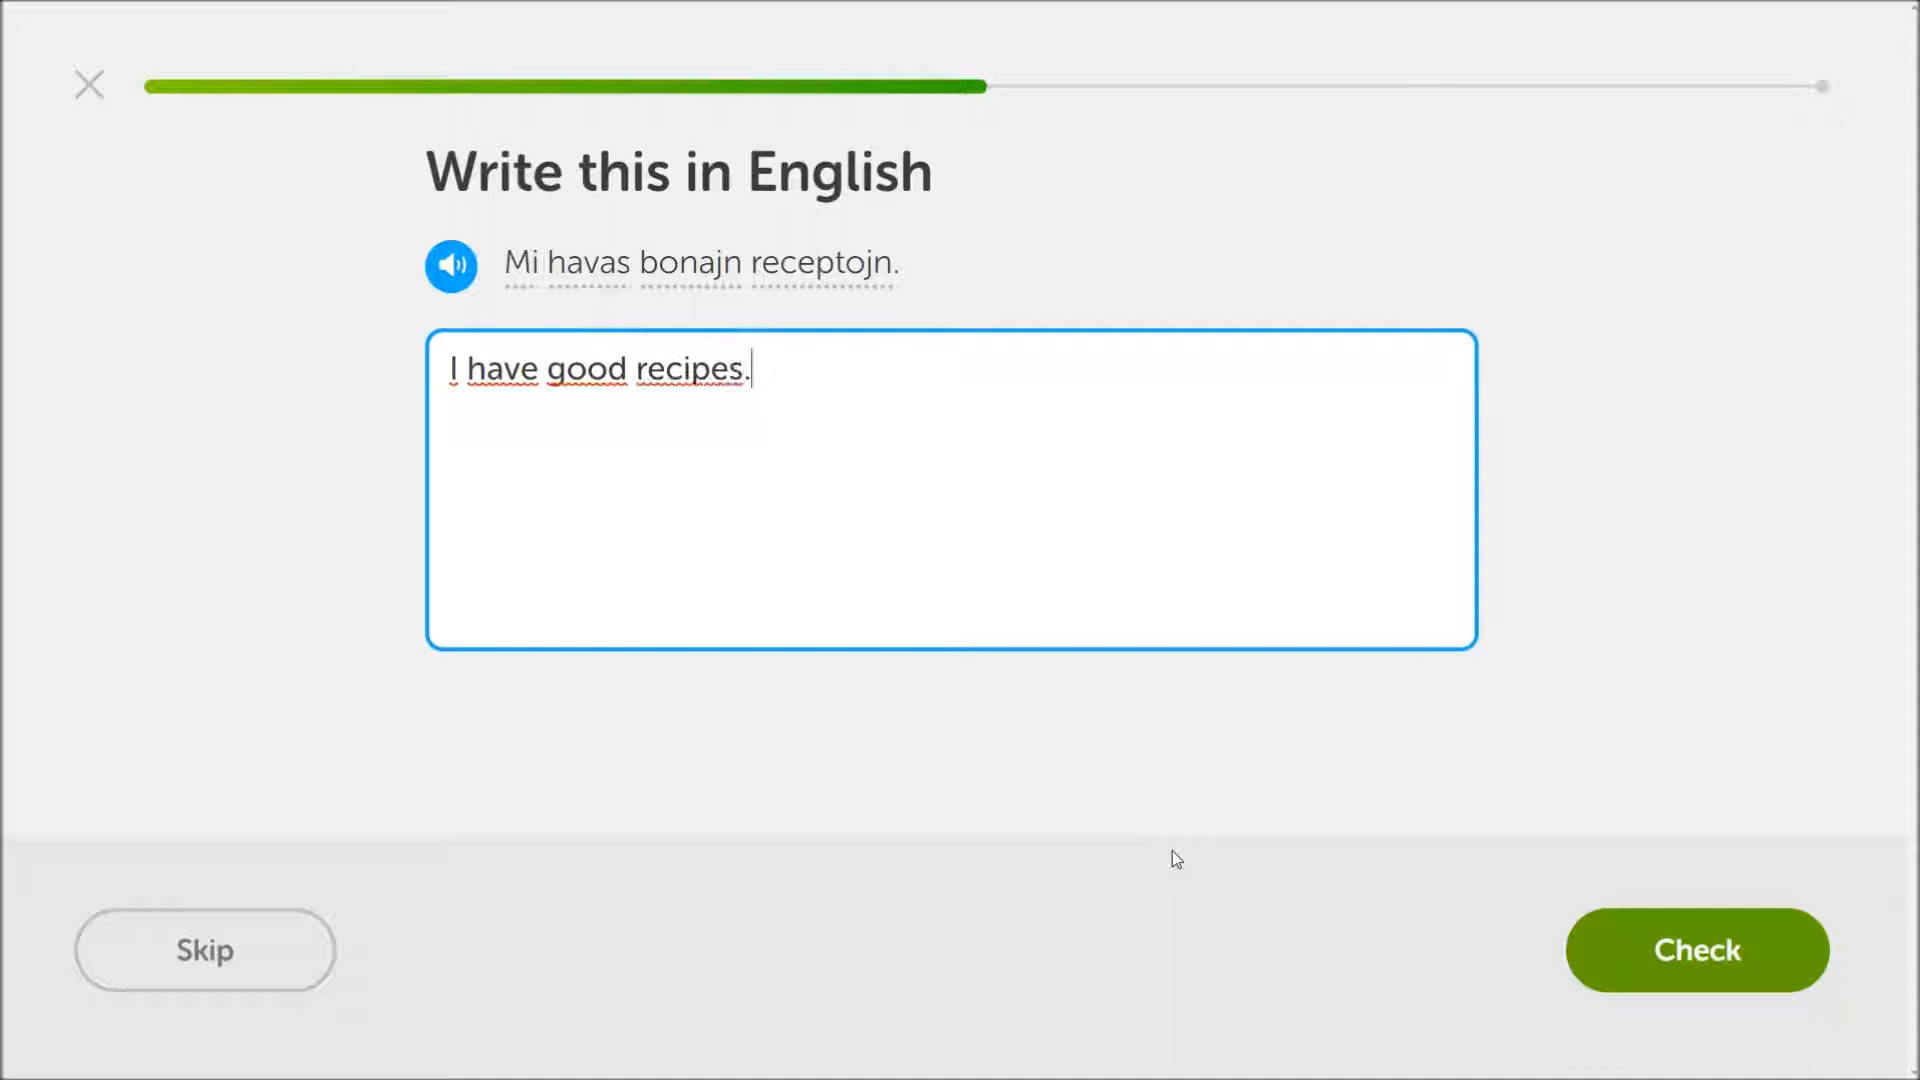 Write this in English
Mi havas bonajn receptojn.
I have good recipes.
Skip
Check